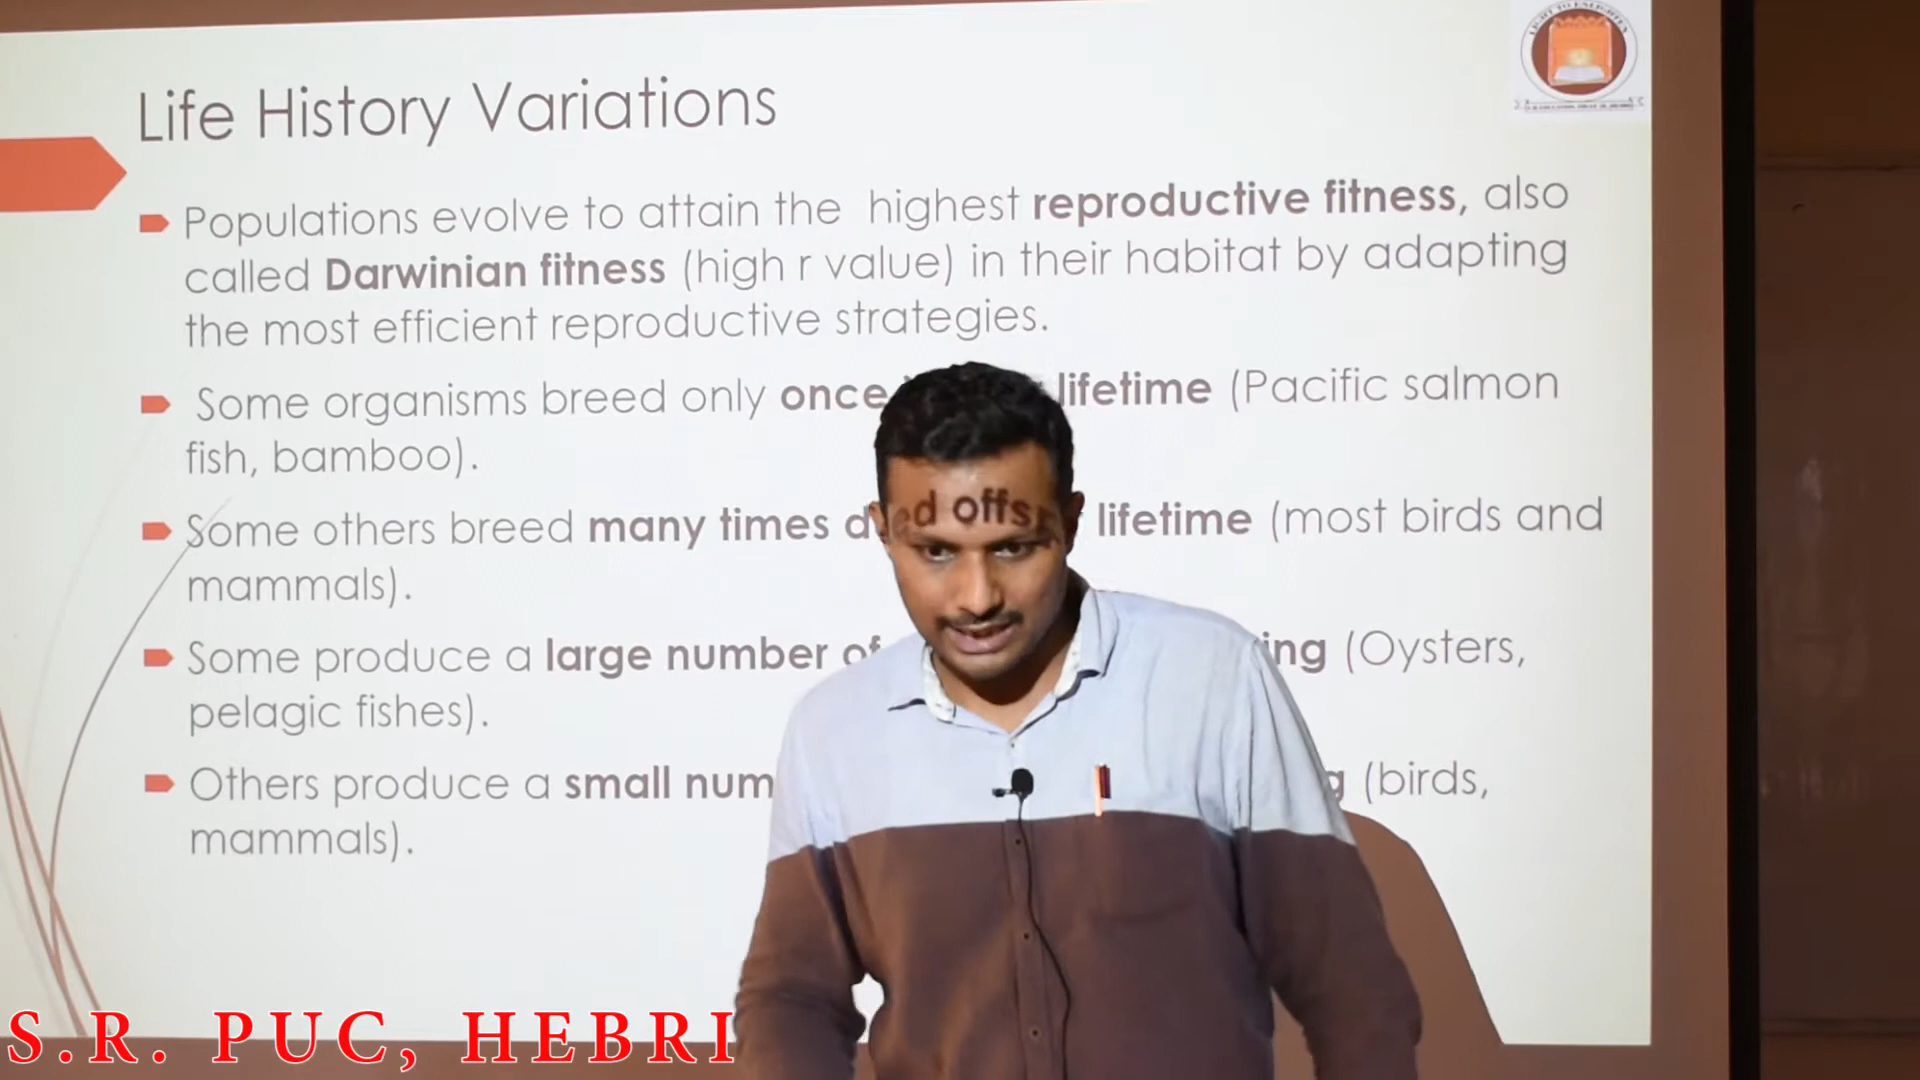 Life History Variations
Populations evolve to attain the highest reproductive fitness, also
called Darwinian fitness (high r value) in their habitat by adapting
the most efficient reproductive strategies.
Some organisms breed only once lifetime (Pacific salmon
fish, bamboo).
Some others breed many times lifetime (most birds and
mammals).
Some produce a large number of (Oysters,
pelagic fishes).
Others produce a small (birds,
mammals).
S.R. PUC, HEBRI